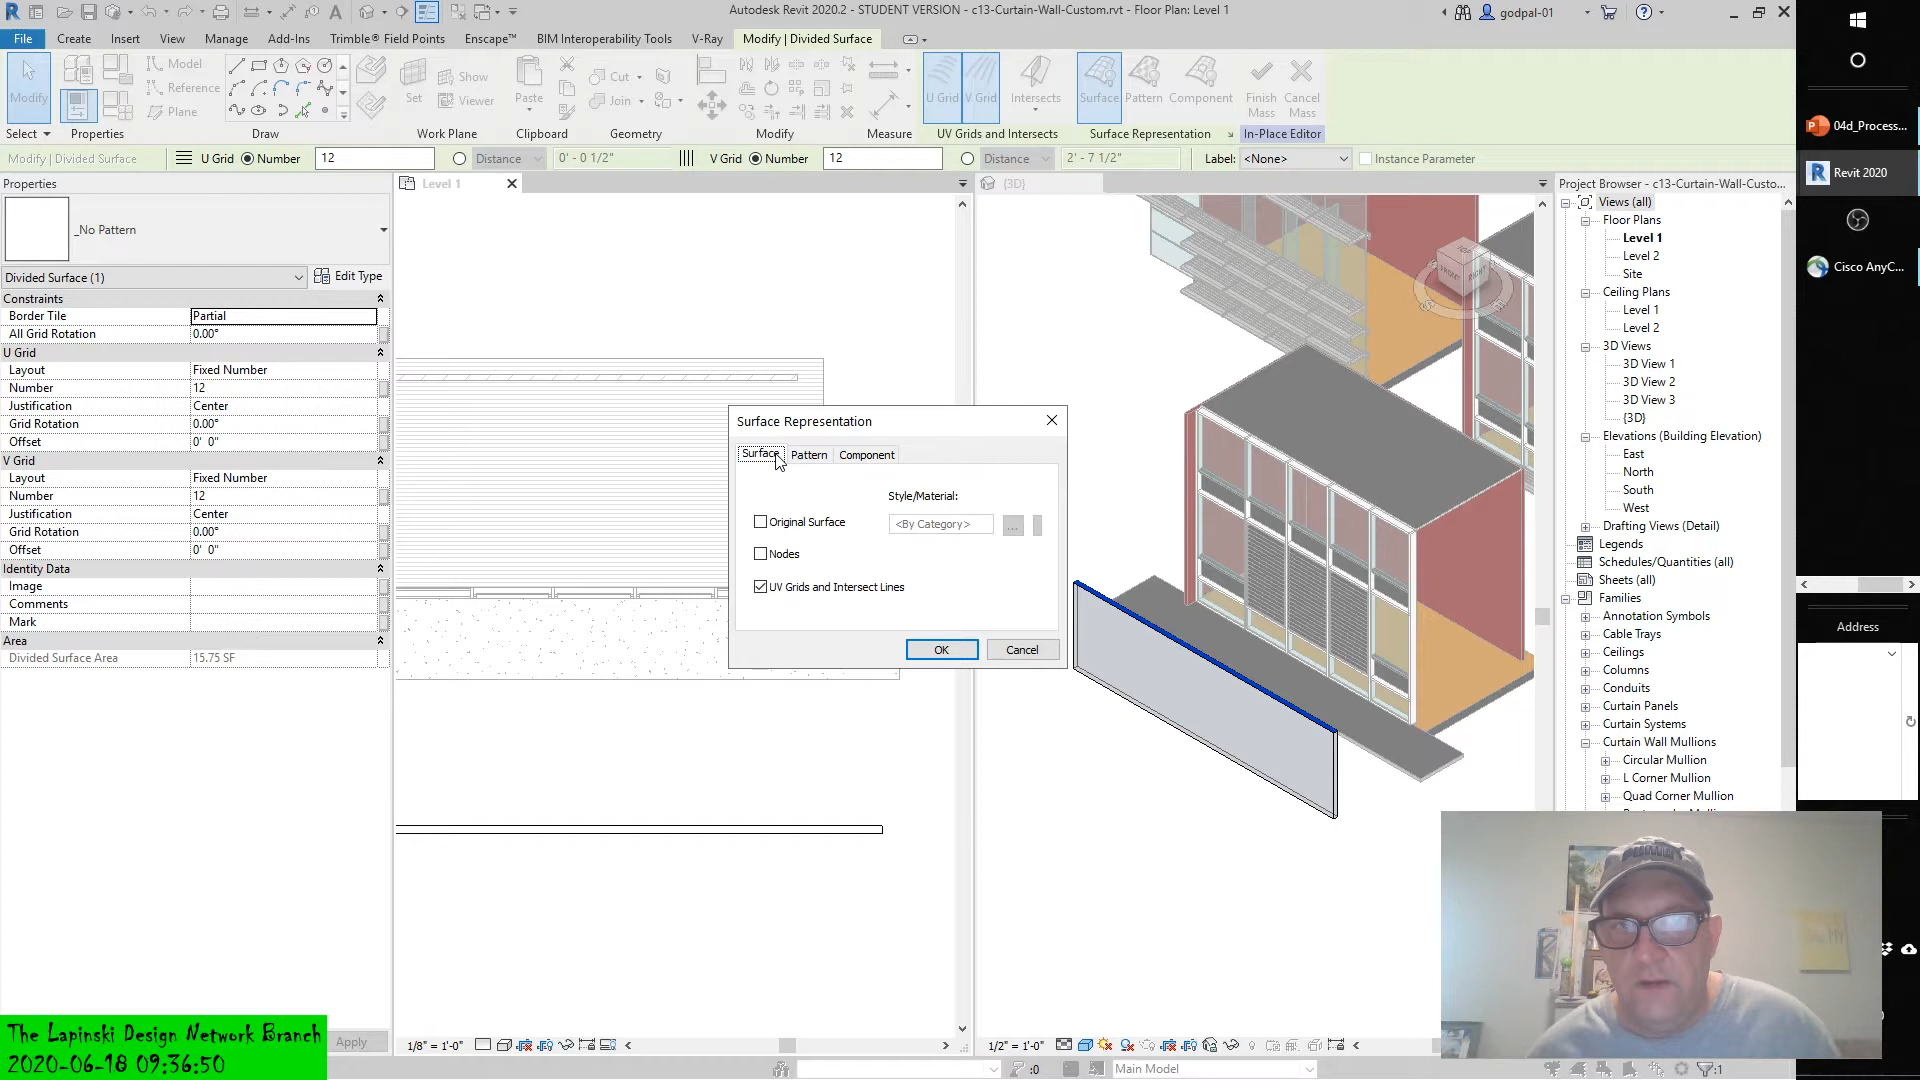 Autodesk Revit 2020.2 - STUDENT VERSION - c13-Curtain-Wall-Custom.rvt - Floor Plan: Level 1
godpal-01
File Create Insert View Manage Add-Ins Trimble® Field Points Enscape™ BIM Interoperability Tools V-Ray Modify | Divided Surface
Modify
Model
Reference
Plane
Set
Show
Viewer
Paste
Cut
Join
U Grid
V Grid
Intersects
Surface
Pattern
Component
Finish Mass
Cancel Mass
Select Properties Draw Work Plane Clipboard Geometry Modify Measure UV Grids and Intersects Surface Representation In-Place Editor
Modify | Divided Surface U Grid Number 12 Distance 0' - 0 1/2" V Grid Number 12 Distance 2' - 7 1/2" Label: <None> Instance Parameter
Properties
_No Pattern
Divided Surface (1) Edit Type
Constraints
Border Tile Partial
All Grid Rotation 0.00°
U Grid
Layout Fixed Number
Number 12
Justification Center
Grid Rotation 0.00°
Offset 0' 0"
V Grid
Layout Fixed Number
Number 12
Justification Center
Grid Rotation 0.00°
Offset 0' 0"
Identity Data
Image
Comments
Mark
Area
Divided Surface Area 15.75 SF
Apply
Level 1
{3D}
TOP
FRONT
RIGHT
Surface Representation
Surface Pattern Component
Style/Material:
Original Surface <By Category> ...
Nodes
UV Grids and Intersect Lines
OK Cancel
Project Browser - c13-Curtain-Wall-Custo...
Views (all)
Floor Plans
Level 1
Level 2
Site
Ceiling Plans
Level 1
Level 2
3D Views
3D View 1
3D View 2
3D View 3
{3D}
Elevations (Building Elevation)
East
North
South
West
Drafting Views (Detail)
Legends
Schedules/Quantities (all)
Sheets (all)
Families
Annotation Symbols
Cable Trays
Ceilings
Columns
Conduits
Curtain Panels
Curtain Systems
Curtain Wall Mullions
Circular Mullion
L Corner Mullion
Quad Corner Mullion
04d_Process...
Revit 2020
Cisco AnyC...
Address
1/8" = 1'-0"
1/2" = 1'-0"
:0
Main Model
:1
The Lapinski Design Network Branch
2020-06-18 09:36:50